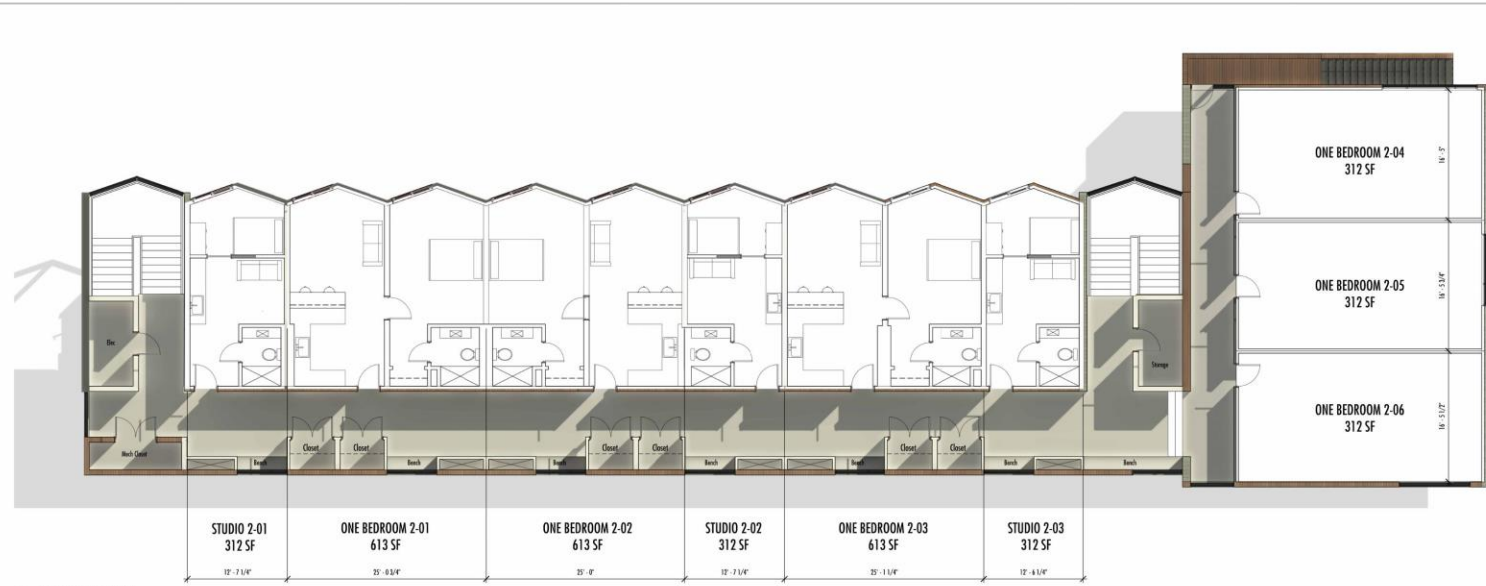 ONE BEDROOM 2-04
312 SF
16' - 5"
ONE BEDROOM 2-05
312 SF
16' - 5 3/4"
ONE BEDROOM 2-06
312 SF
16' - 5 1/2"
Elec
Storage
Mech Closet
Bench
Closet
Closet
Bench
Bench
Closet
Closet
Bench
Bench
Closet
Closet
Bench
Bench
STUDIO 2-01
312 SF
12' - 7 1/4"
ONE BEDROOM 2-01
613 SF
25' - 0 3/4"
ONE BEDROOM 2-02
613 SF
25' - 0"
STUDIO 2-02
312 SF
12' - 7 1/4"
ONE BEDROOM 2-03
613 SF
25' - 1 1/4"
STUDIO 2-03
312 SF
12' - 6 1/4"